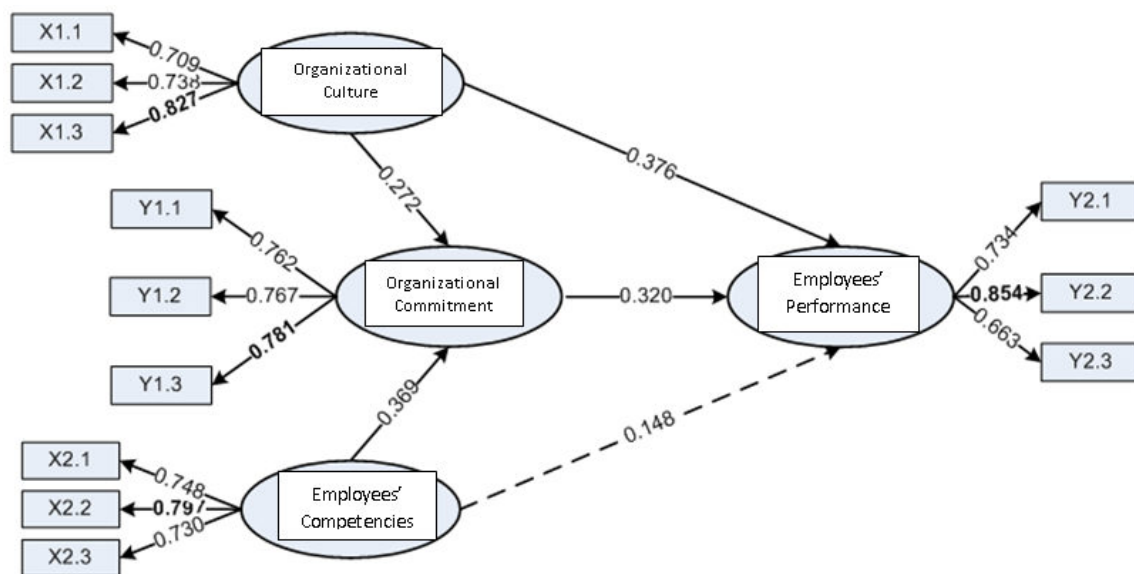 X1.1
0.709
X1.2
0.738
X1.3
0.827
Organizational
Culture
0.376
0.272
Y1.1
0.762
Y1.2
0.767
Y1.3
0.781
Organizational
Commitment
0.320
Employees'
Performance
Y2.1
0.734
Y2.2
0.854
Y2.3
0.663
0.369
0.148
X2.1
0.748
X2.2
0.797
X2.3
0.730
Employees'
Competencies